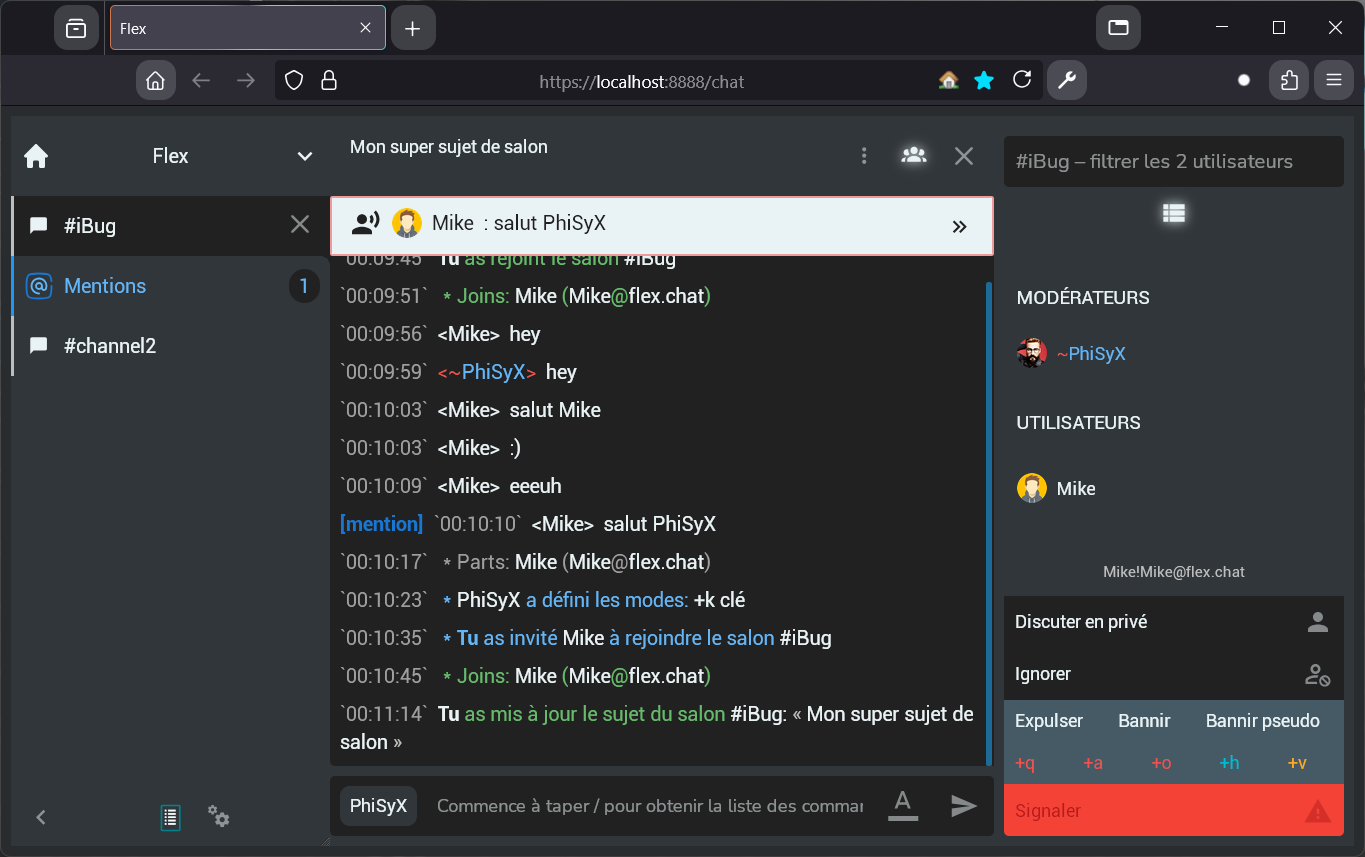 Flex
https://localhost:8888/chat
Flex
#iBug
Mentions
1
#channel2
Mon super sujet de salon
Mike : salut PhiSyX
`00:09:45` Tu as rejoint le salon #iBug
`00:09:51` * Joins: Mike (Mike@flex.chat)
`00:09:56` <Mike> hey
`00:09:59` <~PhiSyX> hey
`00:10:03` <Mike> salut Mike
`00:10:03` <Mike> :)
`00:10:09` <Mike> eeeuh
[mention] `00:10:10` <Mike> salut PhiSyX
`00:10:17` * Parts: Mike (Mike@flex.chat)
`00:10:23` * PhiSyX a défini les modes: +k clé
`00:10:35` * Tu as invité Mike à rejoindre le salon #iBug
`00:10:45` * Joins: Mike (Mike@flex.chat)
`00:11:14` Tu as mis à jour le sujet du salon #iBug: « Mon super sujet de
salon »
PhiSyX
Commence à taper / pour obtenir la liste des comman
A
#iBug – filtrer les 2 utilisateurs
MODÉRATEURS
~PhiSyX
UTILISATEURS
Mike
Mike!Mike@flex.chat
Discuter en privé
Ignorer
Expulser Bannir Bannir pseudo
+q +a +o +h +v
Signaler